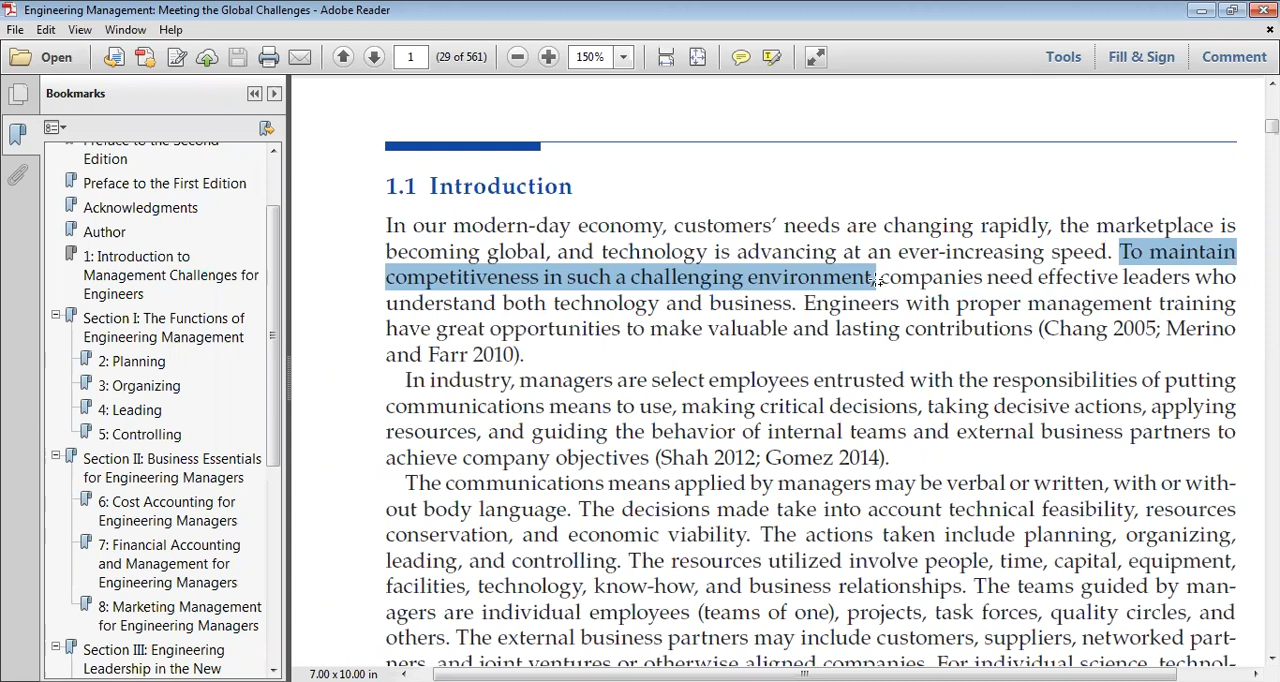 Engineering Management: Meeting the Global Challenges - Adobe Reader
File Edit View Window Help
Open
1
(29 of 561)
150%
Tools
Fill & Sign
Comment
Bookmarks
Preface to the Second
Edition
Preface to the First Edition
Acknowledgments
Author
1: Introduction to
Management Challenges for
Engineers
Section I: The Functions of
Engineering Management
2: Planning
3: Organizing
4: Leading
5: Controlling
Section II: Business Essentials
for Engineering Managers
6: Cost Accounting for
Engineering Managers
7: Financial Accounting
and Management for
Engineering Managers
8: Marketing Management
for Engineering Managers
Section III: Engineering
Leadership in the New
1.1 Introduction
In our modern-day economy, customers' needs are changing rapidly, the marketplace is
becoming global, and technology is advancing at an ever-increasing speed. To maintain
competitiveness in such a challenging environment, companies need effective leaders who
understand both technology and business. Engineers with proper management training
have great opportunities to make valuable and lasting contributions (Chang 2005; Merino
and Farr 2010).
In industry, managers are select employees entrusted with the responsibilities of putting
communications means to use, making critical decisions, taking decisive actions, applying
resources, and guiding the behavior of internal teams and external business partners to
achieve company objectives (Shah 2012; Gomez 2014).
The communications means applied by managers may be verbal or written, with or with-
out body language. The decisions made take into account technical feasibility, resources
conservation, and economic viability. The actions taken include planning, organizing,
leading, and controlling. The resources utilized involve people, time, capital, equipment,
facilities, technology, know-how, and business relationships. The teams guided by man-
agers are individual employees (teams of one), projects, task forces, quality circles, and
others. The external business partners may include customers, suppliers, networked part-
ners, and joint ventures or otherwise aligned companies. For individual science, technol-
7.00 x 10.00 in